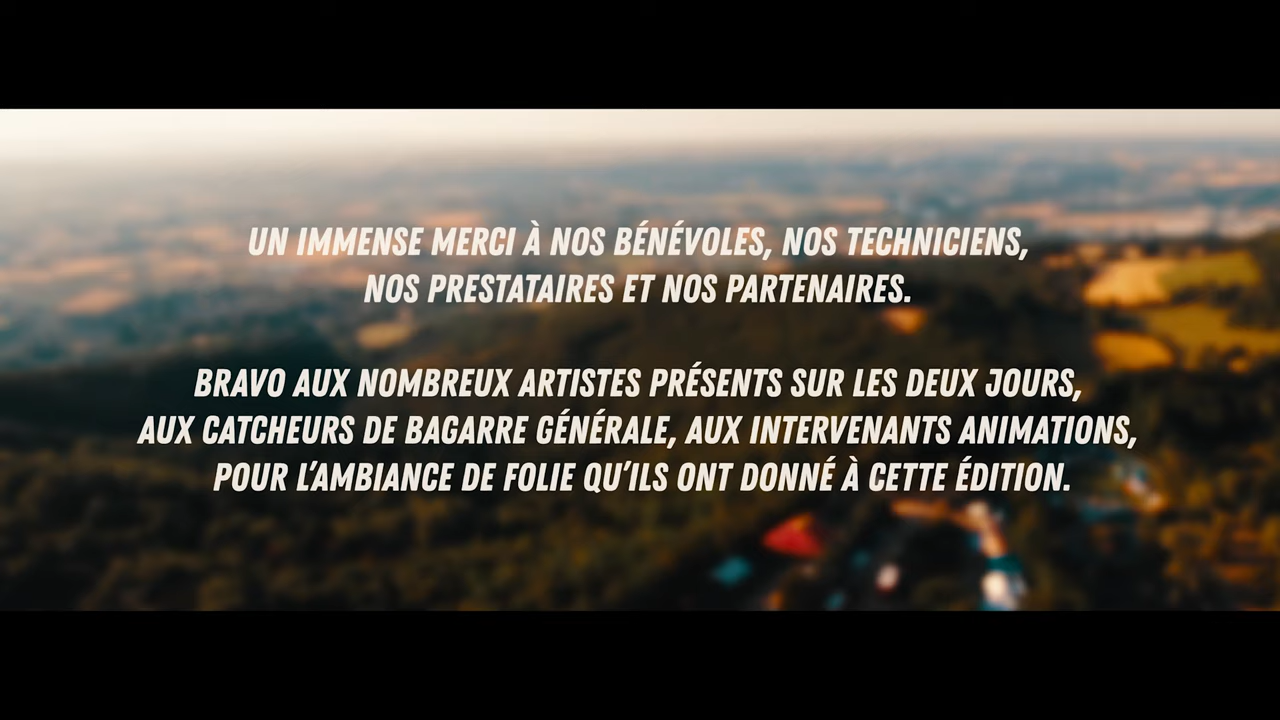 UN IMMENSE MERCI À NOS BÉNÉVOLES, NOS TECHNICIENS,
NOS PRESTATAIRES ET NOS PARTENAIRES.
BRAVO AUX NOMBREUX ARTISTES PRÉSENTS SUR LES DEUX JOURS,
AUX CATCHEURS DE BAGARRE GÉNÉRALE, AUX INTERVENANTS ANIMATIONS,
POUR L’AMBIANCE DE FOLIE QU’ILS ONT DONNÉ À CETTE ÉDITION.